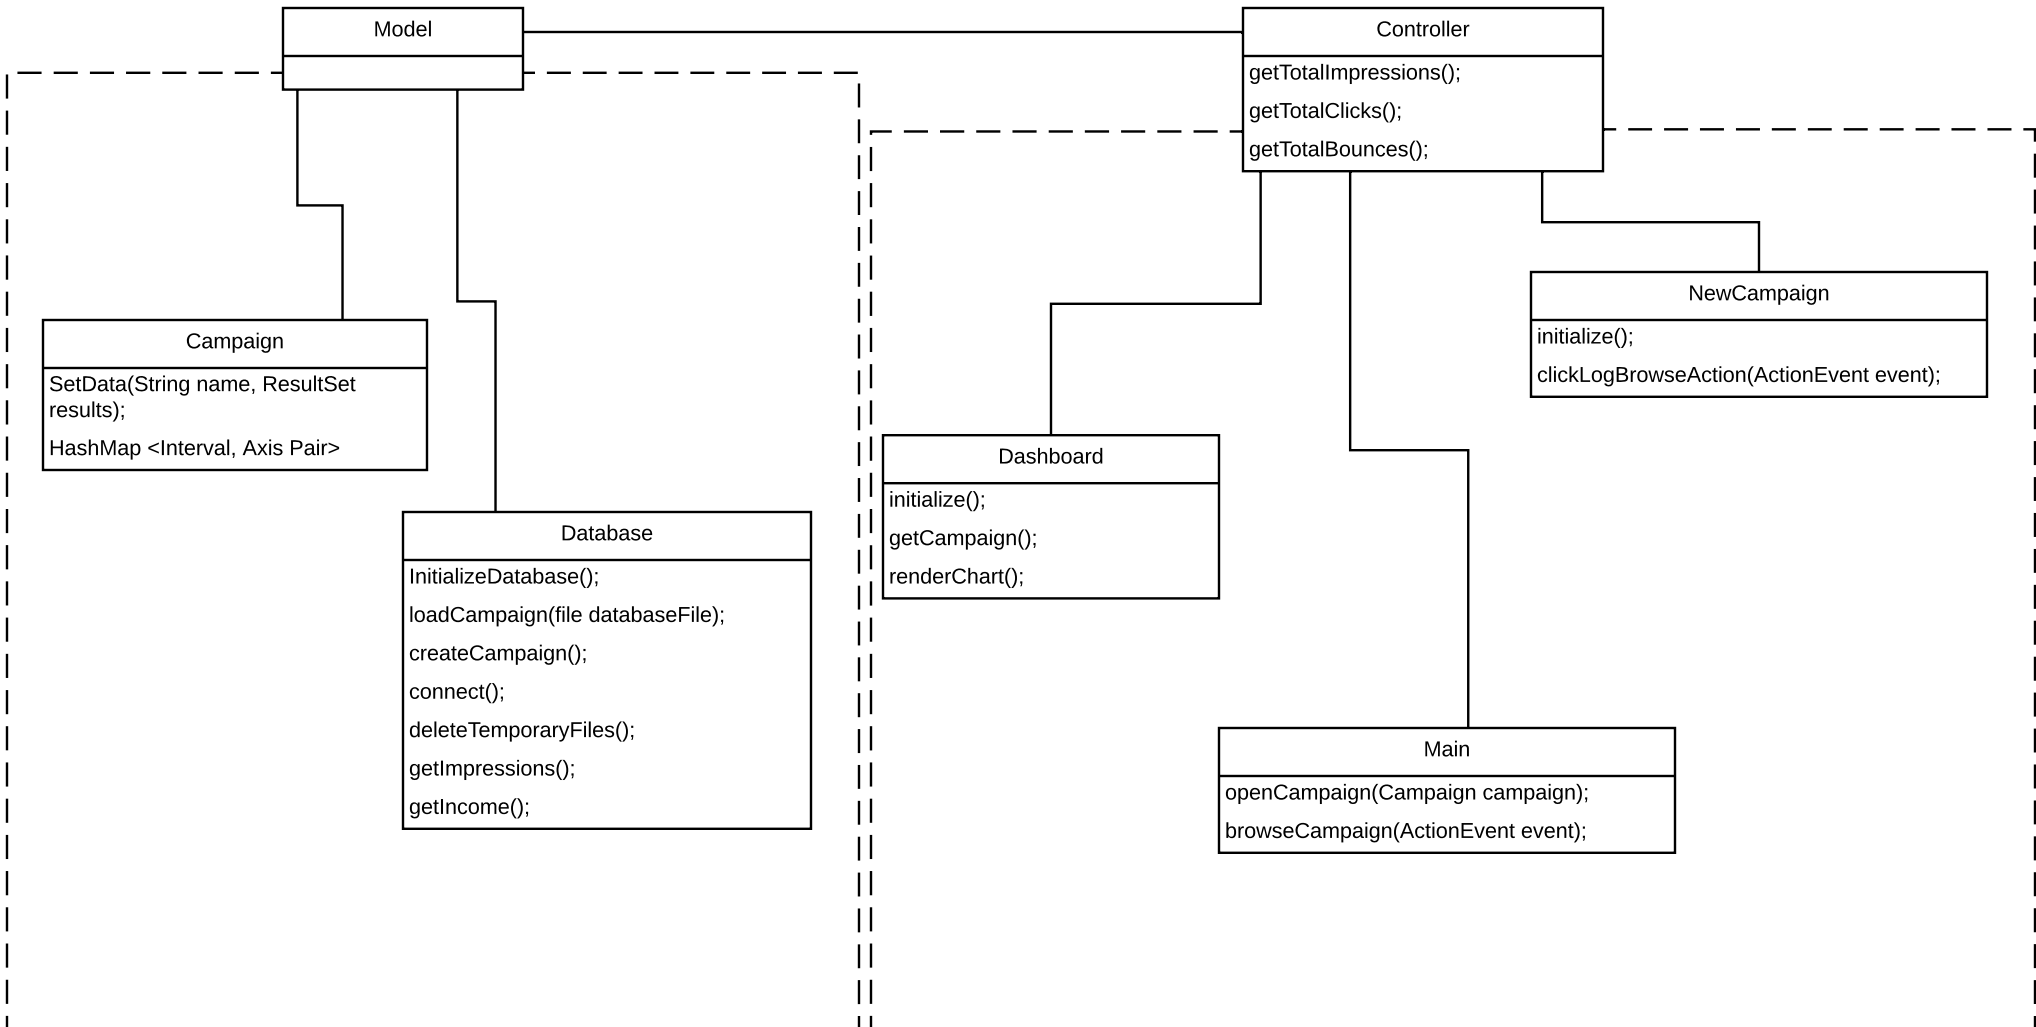 Model
Controller
getTotalImpressions();
getTotalClicks();
getTotalBounces();
Campaign
SetData(String name, ResultSet
results);
HashMap <Interval, Axis Pair>
Database
InitializeDatabase();
loadCampaign(file databaseFile);
createCampaign();
connect();
deleteTemporaryFiles();
getImpressions();
getIncome();
Dashboard
initialize();
getCampaign();
renderChart();
NewCampaign
initialize();
clickLogBrowseAction(ActionEvent event);
Main
openCampaign(Campaign campaign);
browseCampaign(ActionEvent event);